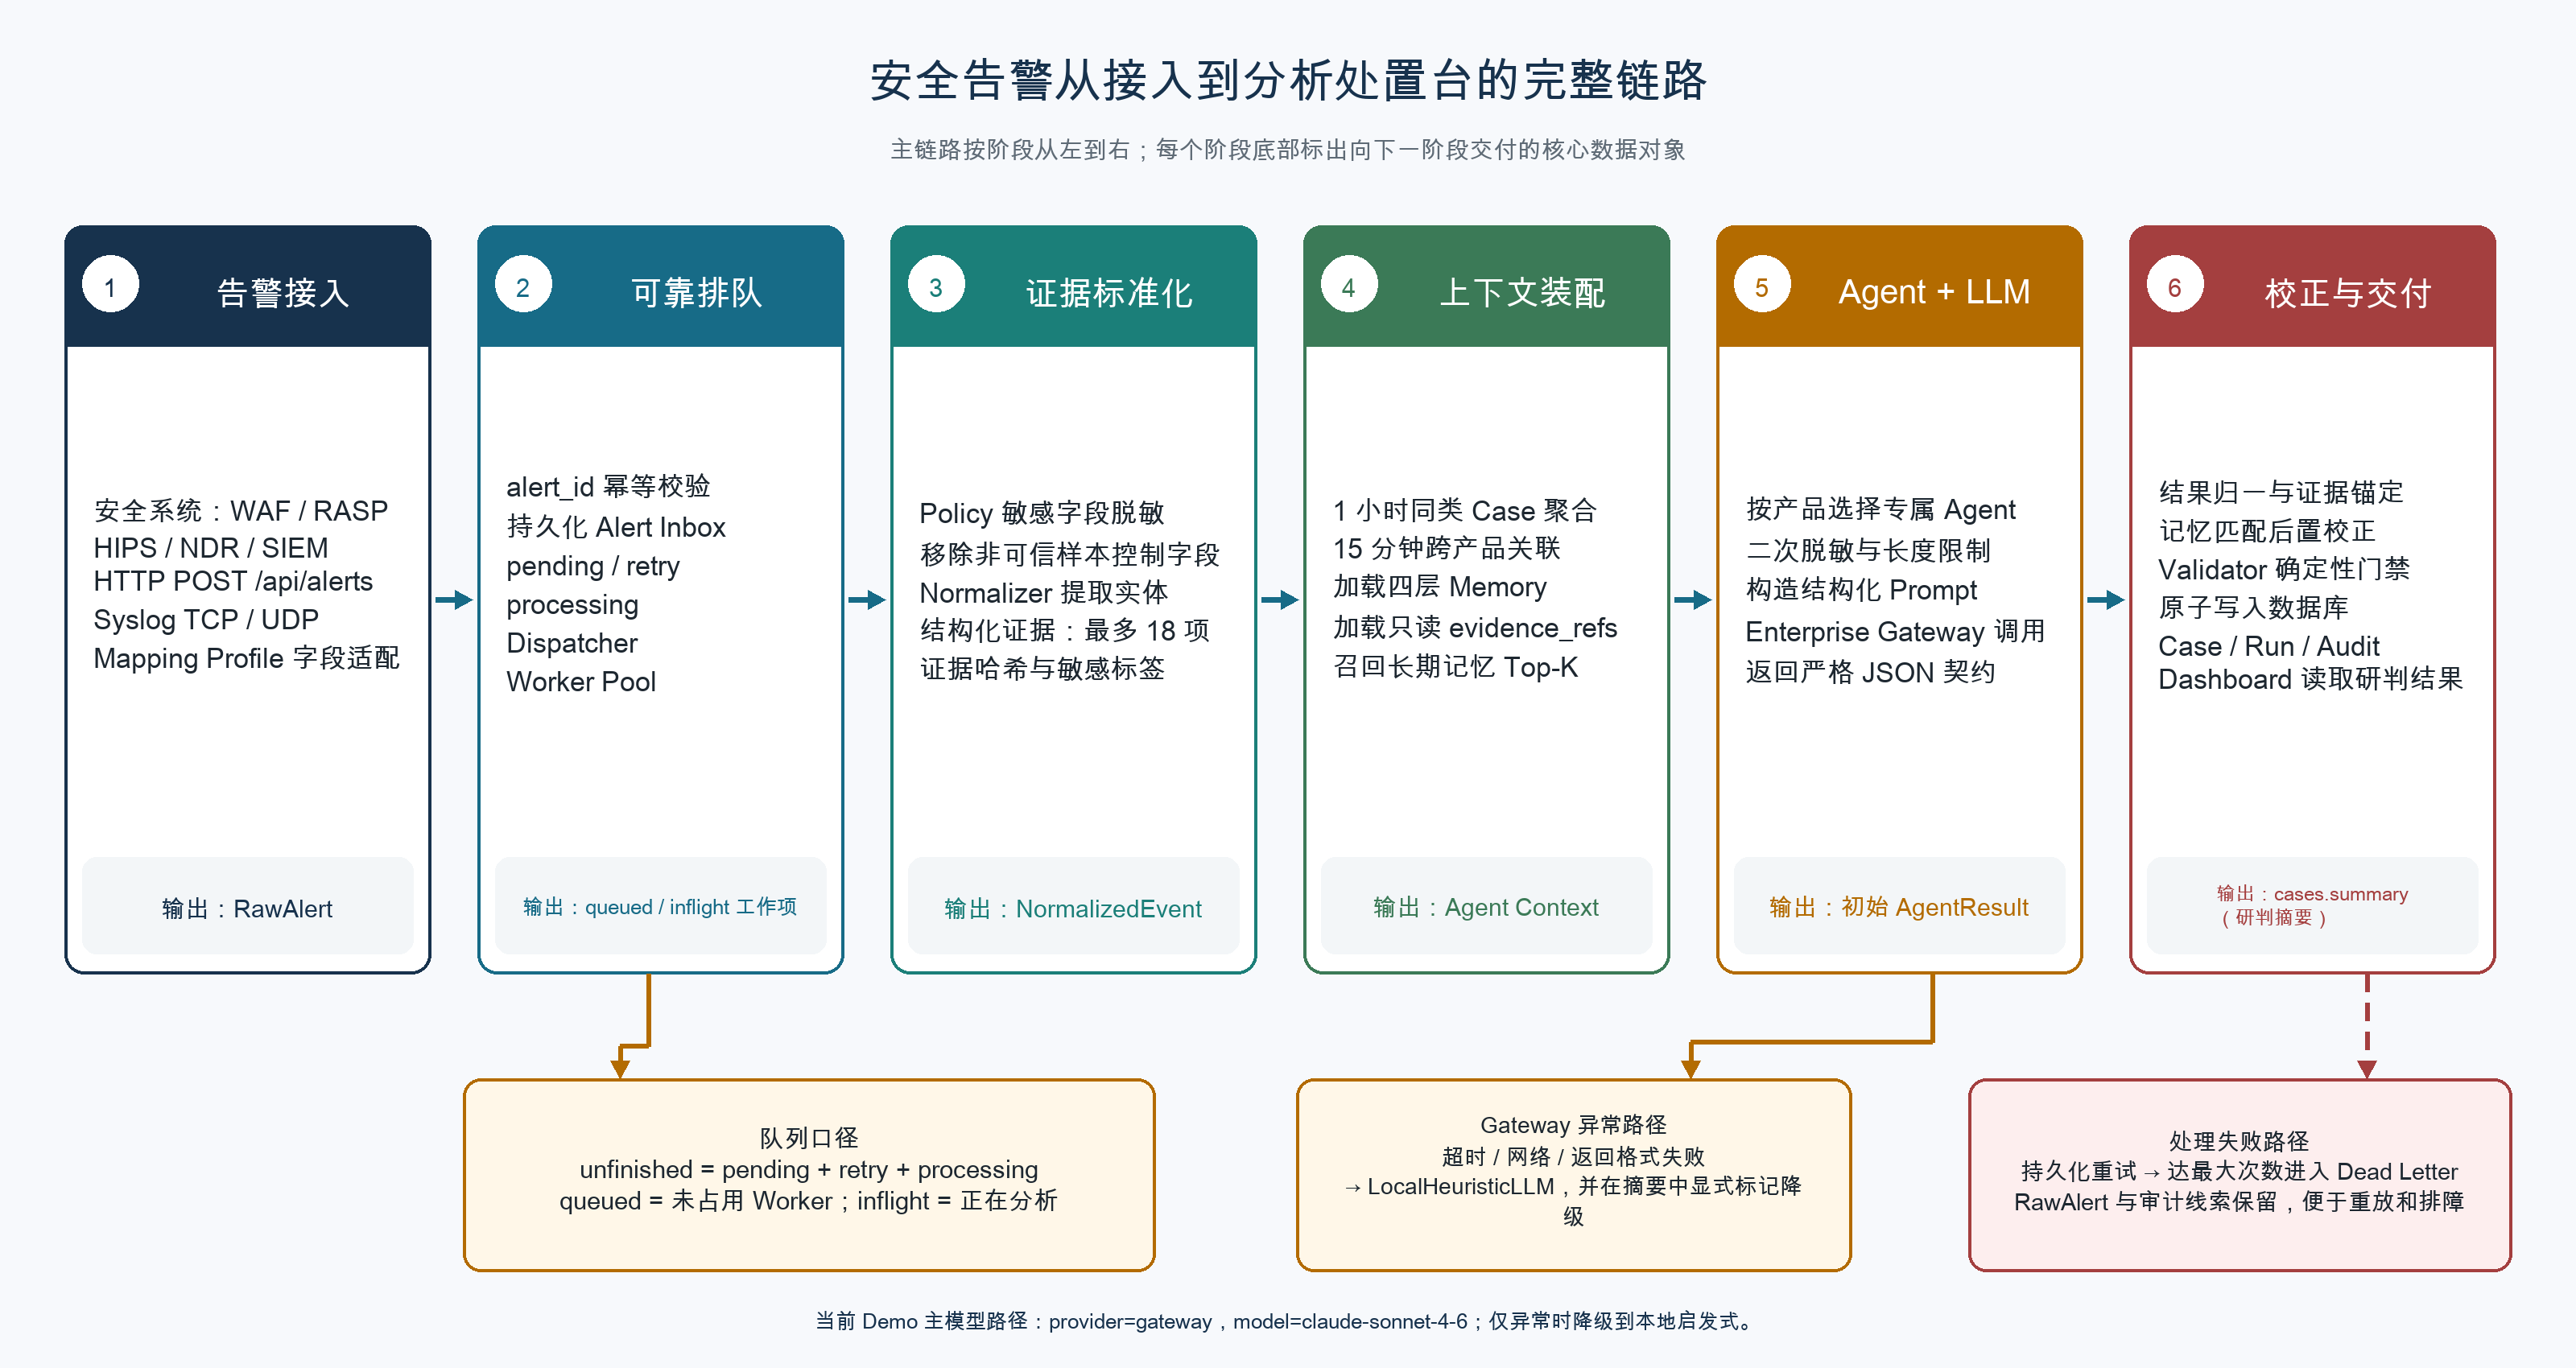 安全告警从接入到分析处置台的完整链路
主链路按阶段从左到右；每个阶段底部标出向下一阶段交付的核心数据对象
1
告警接入
安全系统：WAF / RASP
HIPS / NDR / SIEM
HTTP POST /api/alerts
Syslog TCP / UDP
Mapping Profile 字段适配
输出：RawAlert
2
可靠排队
alert_id 幂等校验
持久化 Alert Inbox
pending / retry
processing
Dispatcher
Worker Pool
输出：queued / inflight 工作项
3
证据标准化
Policy 敏感字段脱敏
移除非可信样本控制字段
Normalizer 提取实体
结构化证据：最多 18 项
证据哈希与敏感标签
输出：NormalizedEvent
4
上下文装配
1 小时同类 Case 聚合
15 分钟跨产品关联
加载四层 Memory
加载只读 evidence_refs
召回长期记忆 Top-K
输出：Agent Context
5
Agent + LLM
按产品选择专属 Agent
二次脱敏与长度限制
构造结构化 Prompt
Enterprise Gateway 调用
返回严格 JSON 契约
输出：初始 AgentResult
6
校正与交付
结果归一与证据锚定
记忆匹配后置校正
Validator 确定性门禁
原子写入数据库
Case / Run / Audit
Dashboard 读取研判结果
输出：cases.summary
（研判摘要）
队列口径
unfinished = pending + retry + processing
queued = 未占用 Worker；inflight = 正在分析
Gateway 异常路径
超时 / 网络 / 返回格式失败
→ LocalHeuristicLLM，并在摘要中显式标记降
级
处理失败路径
持久化重试 → 达最大次数进入 Dead Letter
RawAlert 与审计线索保留，便于重放和排障
当前 Demo 主模型路径：provider=gateway，model=claude-sonnet-4-6；仅异常时降级到本地启发式。